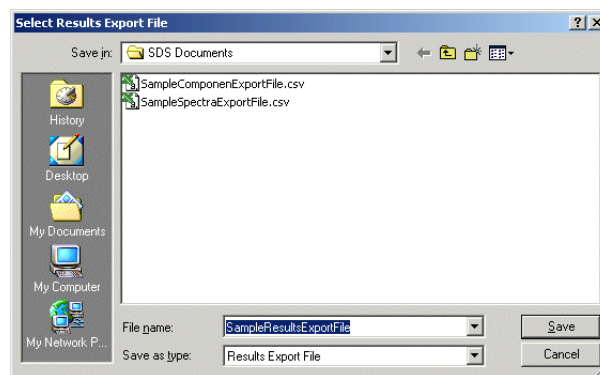 Select Results Export File
Save in:
SDS Documents
SampleComponenExportFile.csv
SampleSpectraExportFile.csv
History
Desktop
My Documents
My Computer
My Network P...
File name:
SampleResultsExportFile
Save
Save as type:
Results Export File
Cancel